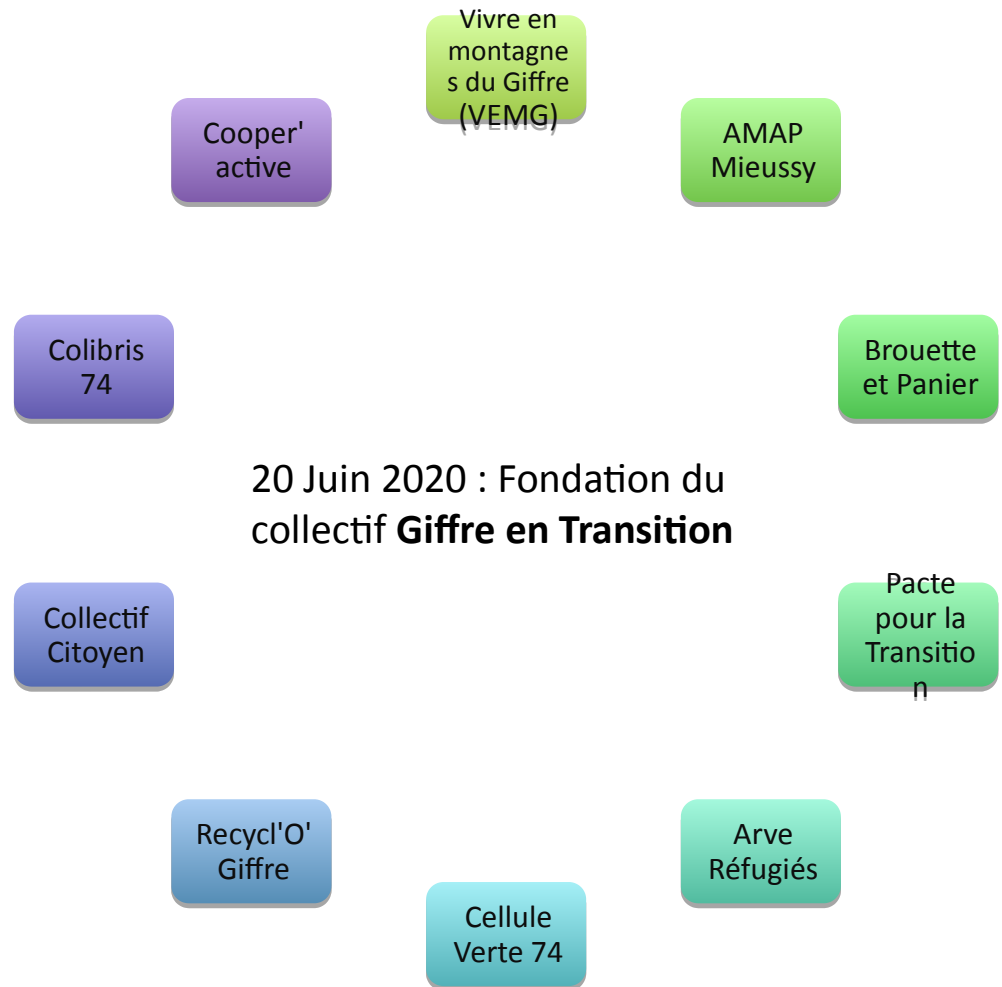 Vivre en
montagne
s du Giffre
(VEMG)
AMAP
Mieussy
Brouette
et Panier
Pacte
pour la
Transitio
n
Arve
Réfugiés
Cellule
Verte 74
Recycl'O'
Giffre
Collectif
Citoyen
Colibris
74
Cooper'
active
20 Juin 2020 : Fondation du
collectif Giffre en Transition